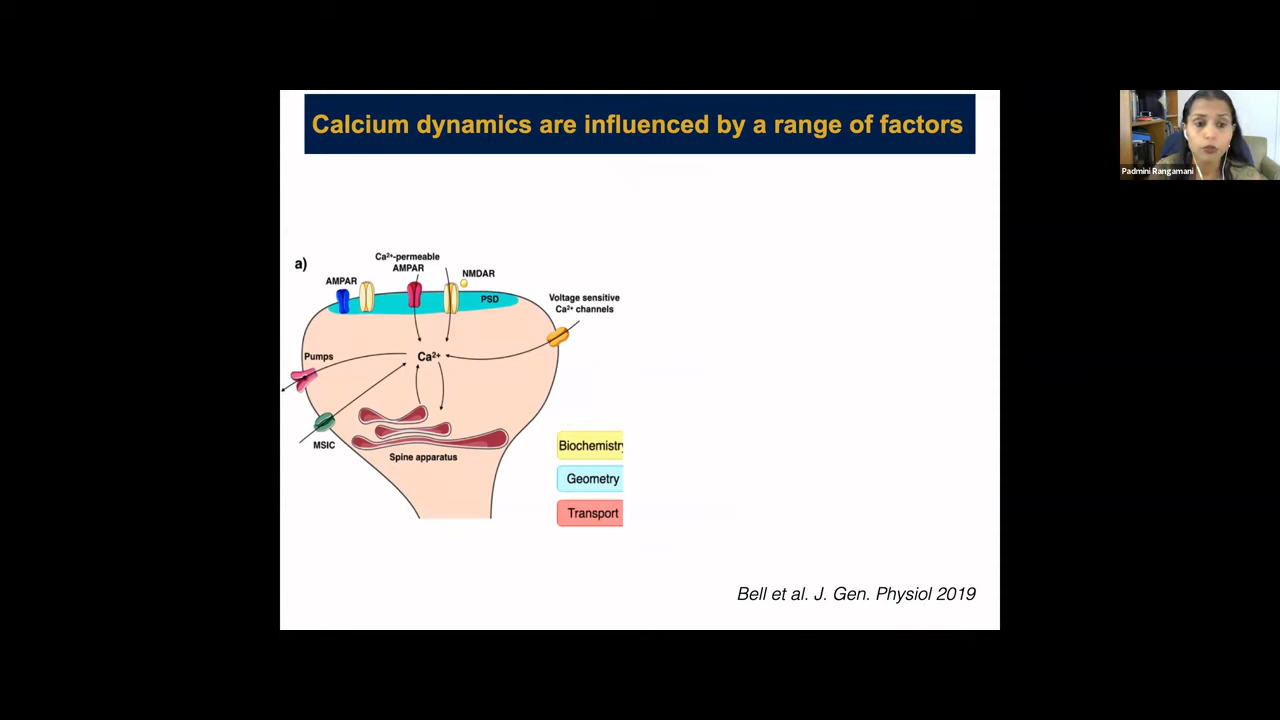 Calcium dynamics are influenced by a range of factors
Padmini Rangamani
a)
Ca²⁺-permeable
AMPAR
AMPAR
NMDAR
PSD
Voltage sensitive
Ca²⁺ channels
Pumps
Ca²⁺
MSIC
Spine apparatus
Biochemistry
Geometry
Transport
Bell et al. J. Gen. Physiol 2019